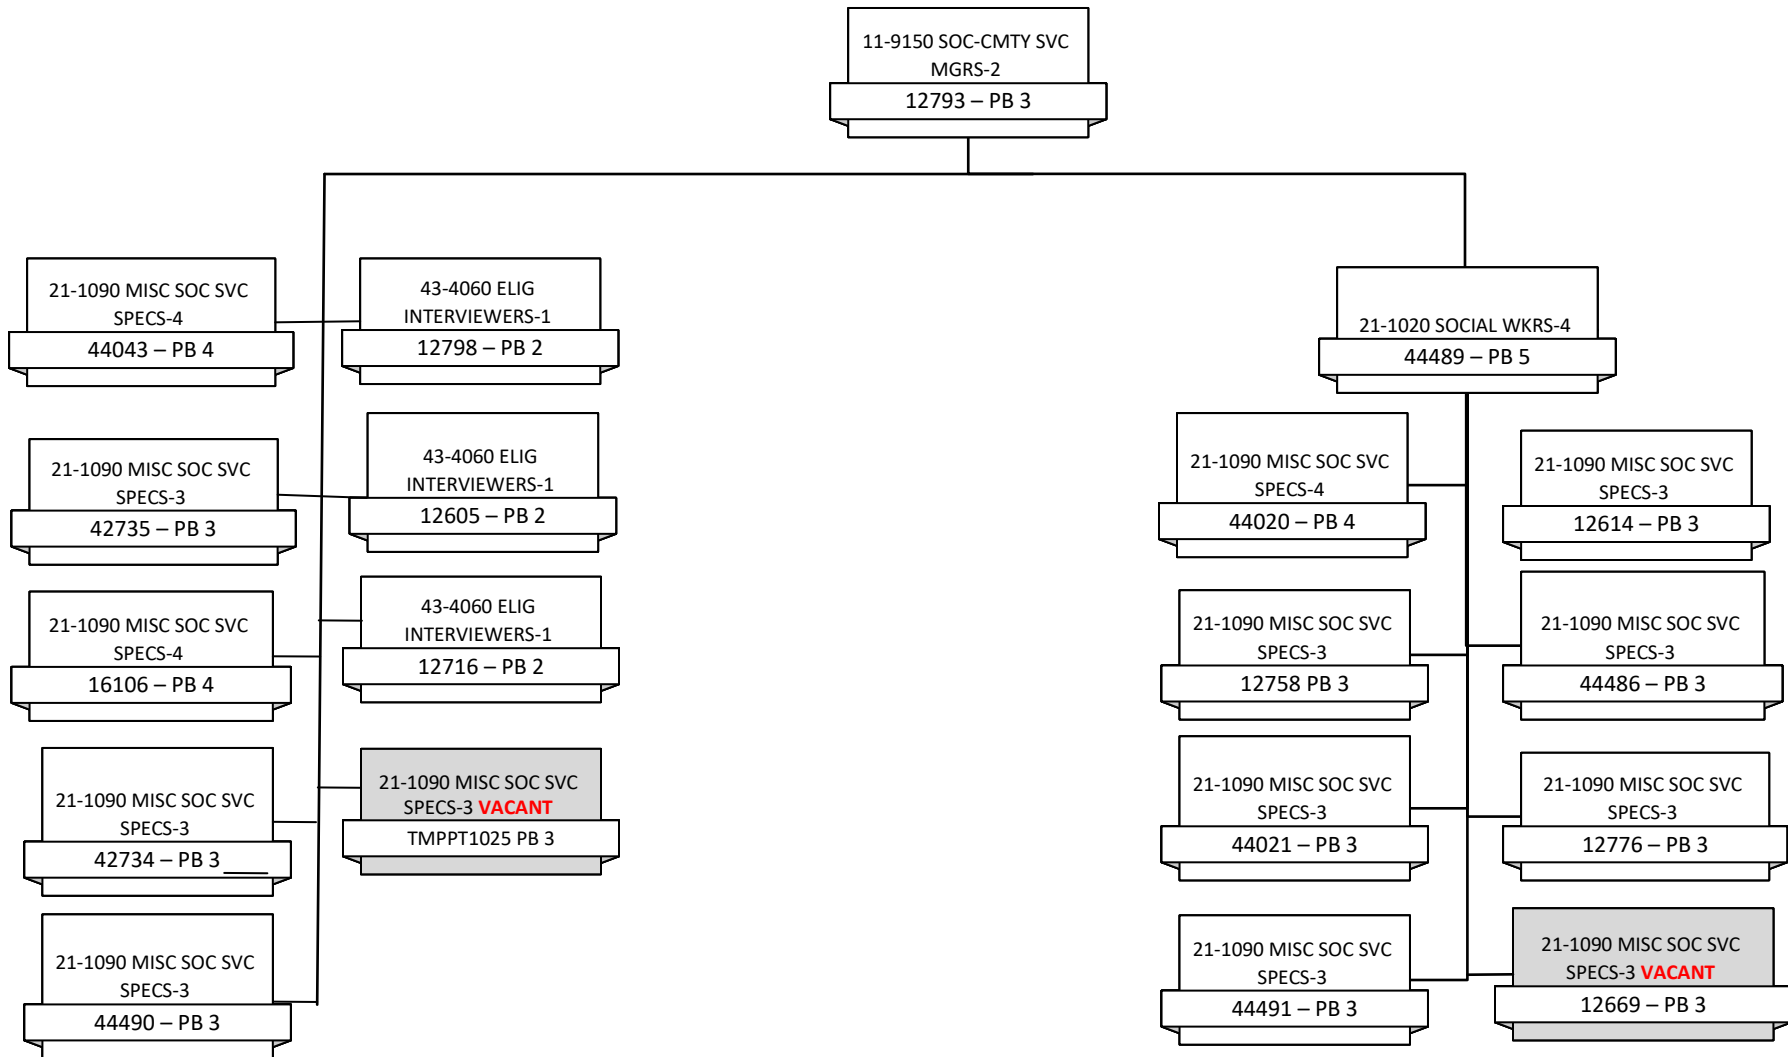 11-9150 SOC-CMTY SVC
MGRS-2
12793 – PB 3
21-1090 MISC SOC SVC
SPECS-4
44043 – PB 4
43-4060 ELIG
INTERVIEWERS-1
12798 – PB 2
21-1090 MISC SOC SVC
SPECS-3
42735 – PB 3
43-4060 ELIG
INTERVIEWERS-1
12605 – PB 2
21-1090 MISC SOC SVC
SPECS-4
16106 – PB 4
43-4060 ELIG
INTERVIEWERS-1
12716 – PB 2
21-1090 MISC SOC SVC
SPECS-3
42734 – PB 3
21-1090 MISC SOC SVC
SPECS-3 VACANT
TMPPT1025 PB 3
21-1090 MISC SOC SVC
SPECS-3
44490 – PB 3
21-1020 SOCIAL WKRS-4
44489 – PB 5
21-1090 MISC SOC SVC
SPECS-4
44020 – PB 4
21-1090 MISC SOC SVC
SPECS-3
12614 – PB 3
21-1090 MISC SOC SVC
SPECS-3
12758 PB 3
21-1090 MISC SOC SVC
SPECS-3
44486 – PB 3
21-1090 MISC SOC SVC
SPECS-3
44021 – PB 3
21-1090 MISC SOC SVC
SPECS-3
12776 – PB 3
21-1090 MISC SOC SVC
SPECS-3
44491 – PB 3
21-1090 MISC SOC SVC
SPECS-3 VACANT
12669 – PB 3